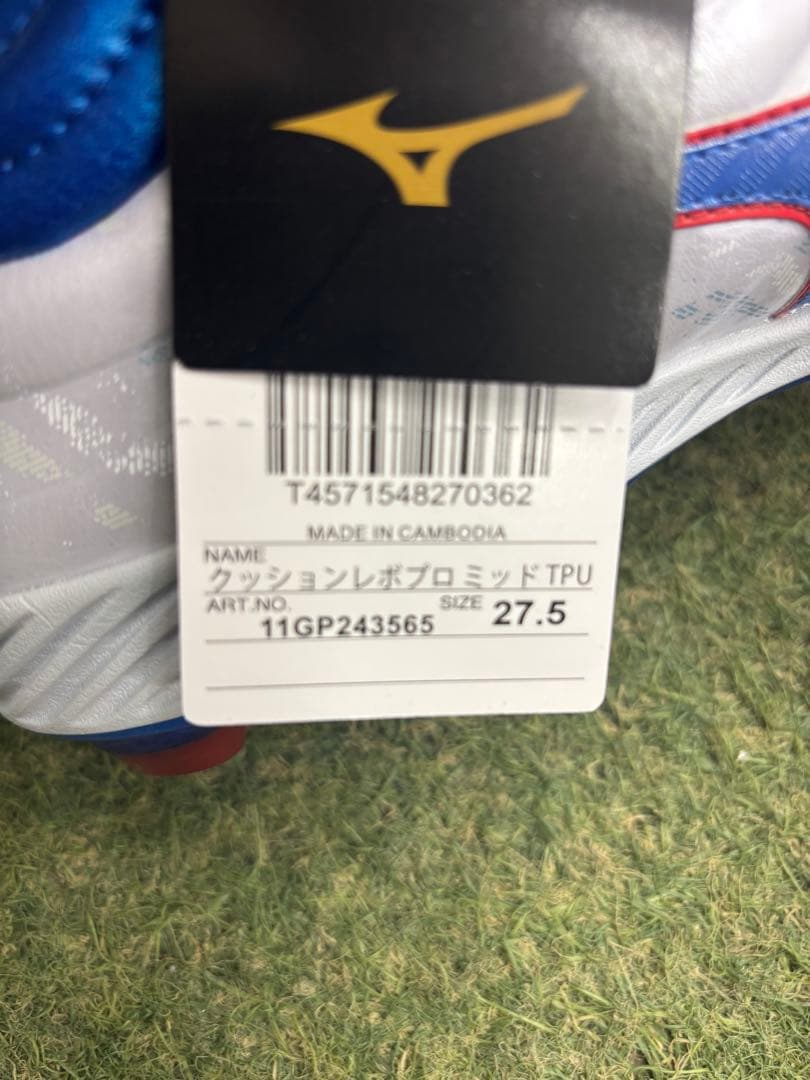 T4571548270362
MADE IN CAMBODIA
NAME
クッションレボプロ ミッド TPU
ART.NO. SIZE 27.5
11GP243565